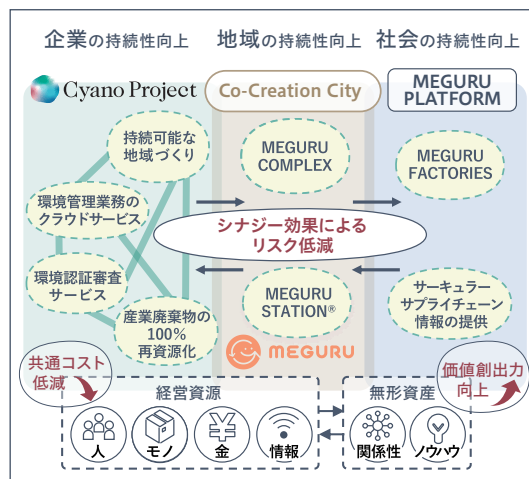 企業の持続性向上
地域の持続性向上
社会の持続性向上
Cyano Project
Co-Creation City
MEGURU
PLATFORM
持続可能な
地域づくり
環境管理業務の
クラウドサービス
環境認証審査
サービス
産業廃棄物の
100%
再資源化
MEGURU
COMPLEX
MEGURU
FACTORIES
シナジー効果による
リスク低減
MEGURU
STATION®
サーキュラー
サプライチェーン
情報の提供
MEGURU
共通コスト
低減
価値創出力
向上
経営資源
人
モノ
金
情報
無形資産
関係性
ノウハウ